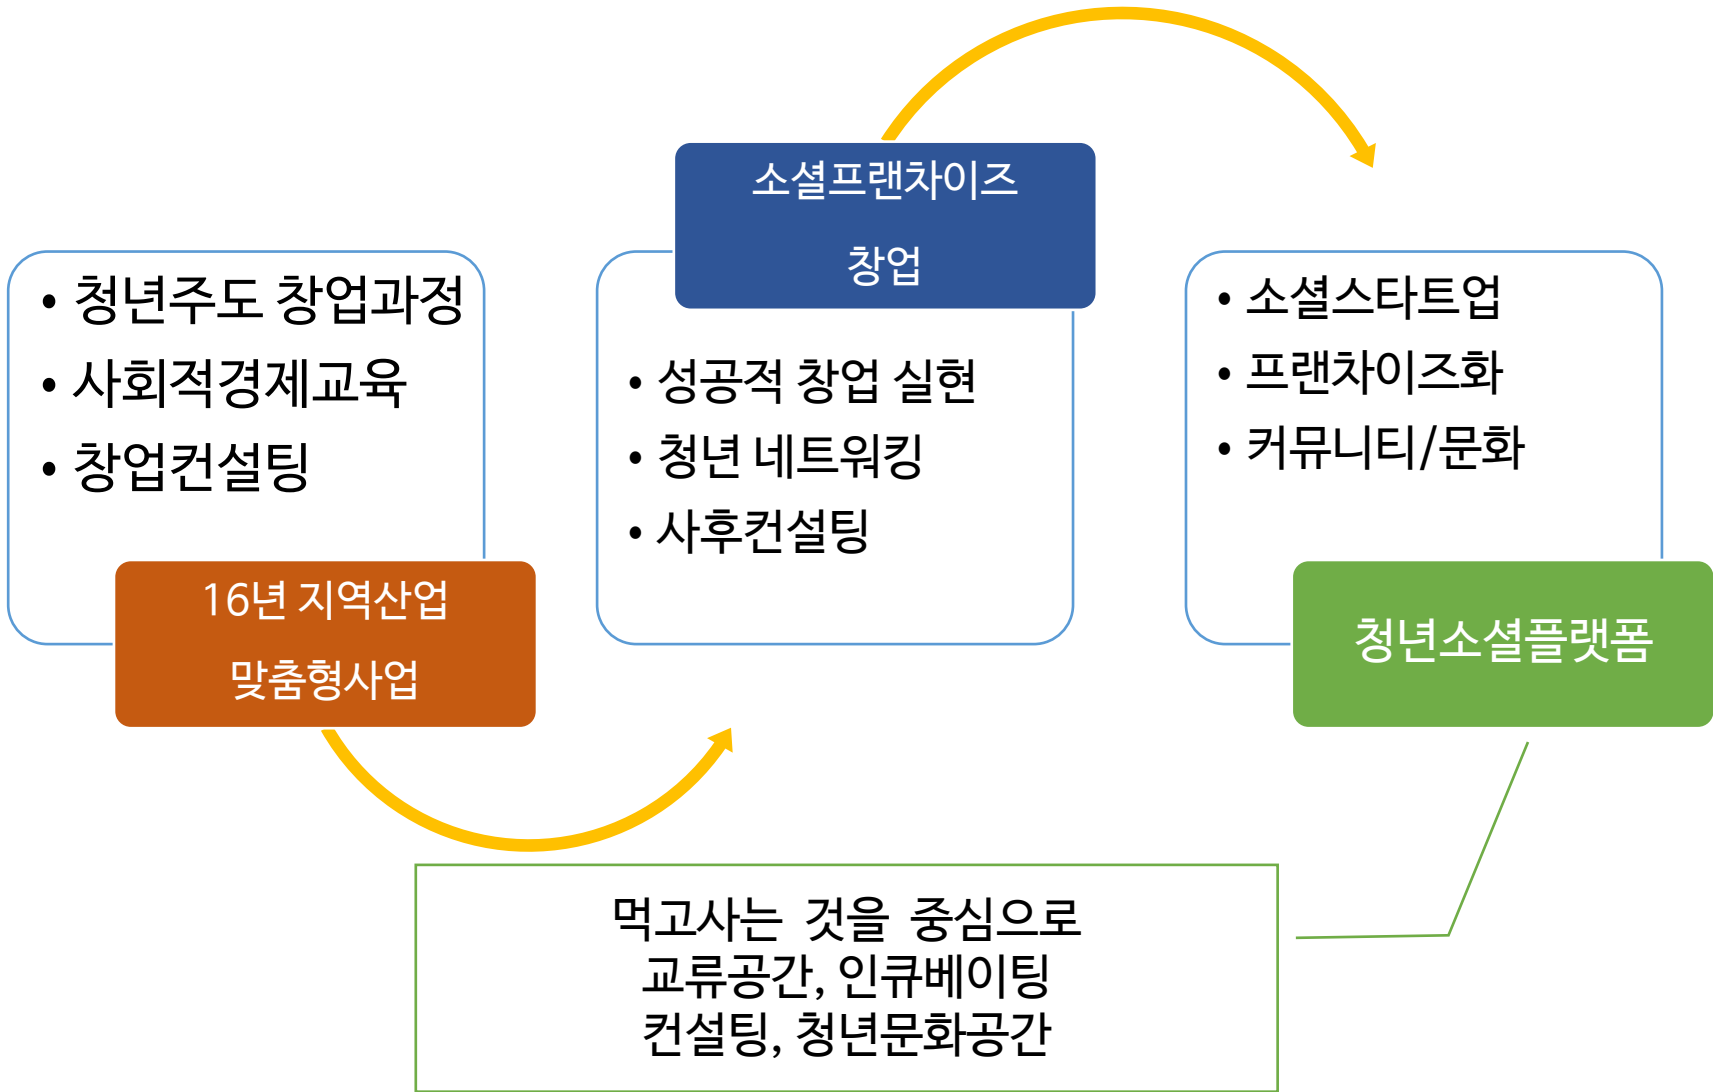 • 청년주도 창업과정
• 사회적경제교육
• 창업컨설팅
16년 지역산업
맞춤형사업
소셜프랜차이즈
창업
• 성공적 창업 실현
• 청년 네트워킹
• 사후컨설팅
• 소셜스타트업
• 프랜차이즈화
• 커뮤니티/문화
청년소셜플랫폼
먹고사는 것을 중심으로
교류공간, 인큐베이팅
컨설팅, 청년문화공간